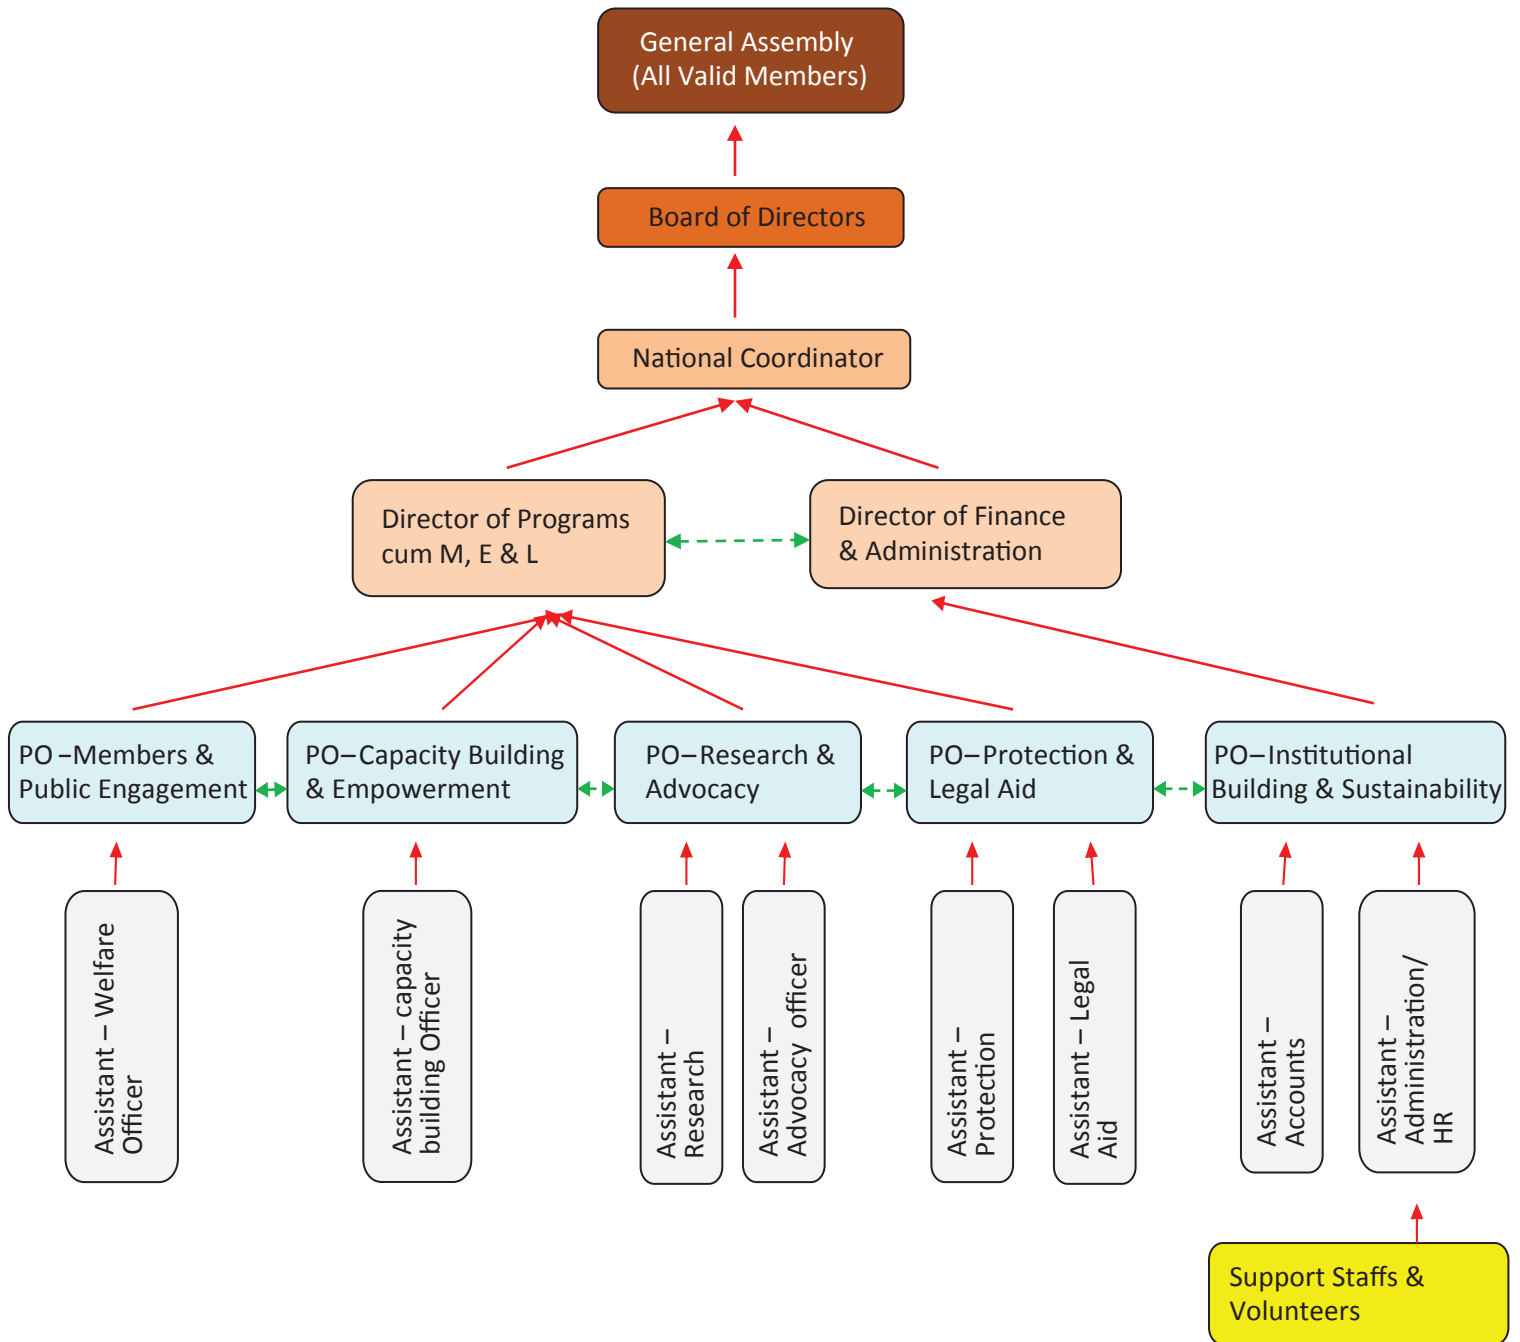 General Assembly
(All Valid Members)
Board of Directors
National Coordinator
Director of Programs
cum M, E & L
Director of Finance
& Administration
PO–Members &
Public Engagement
PO–Capacity Building
& Empowerment
PO–Research &
Advocacy
PO–Protection &
Legal Aid
PO–Institutional
Building & Sustainability
Assistant – Welfare
Officer
Assistant – capacity
building Officer
Assistant –
Research
Assistant –
Advocacy officer
Assistant –
Protection
Assistant – Legal
Aid
Assistant –
Accounts
Assistant –
Administration/
HR
Support Staffs &
Volunteers